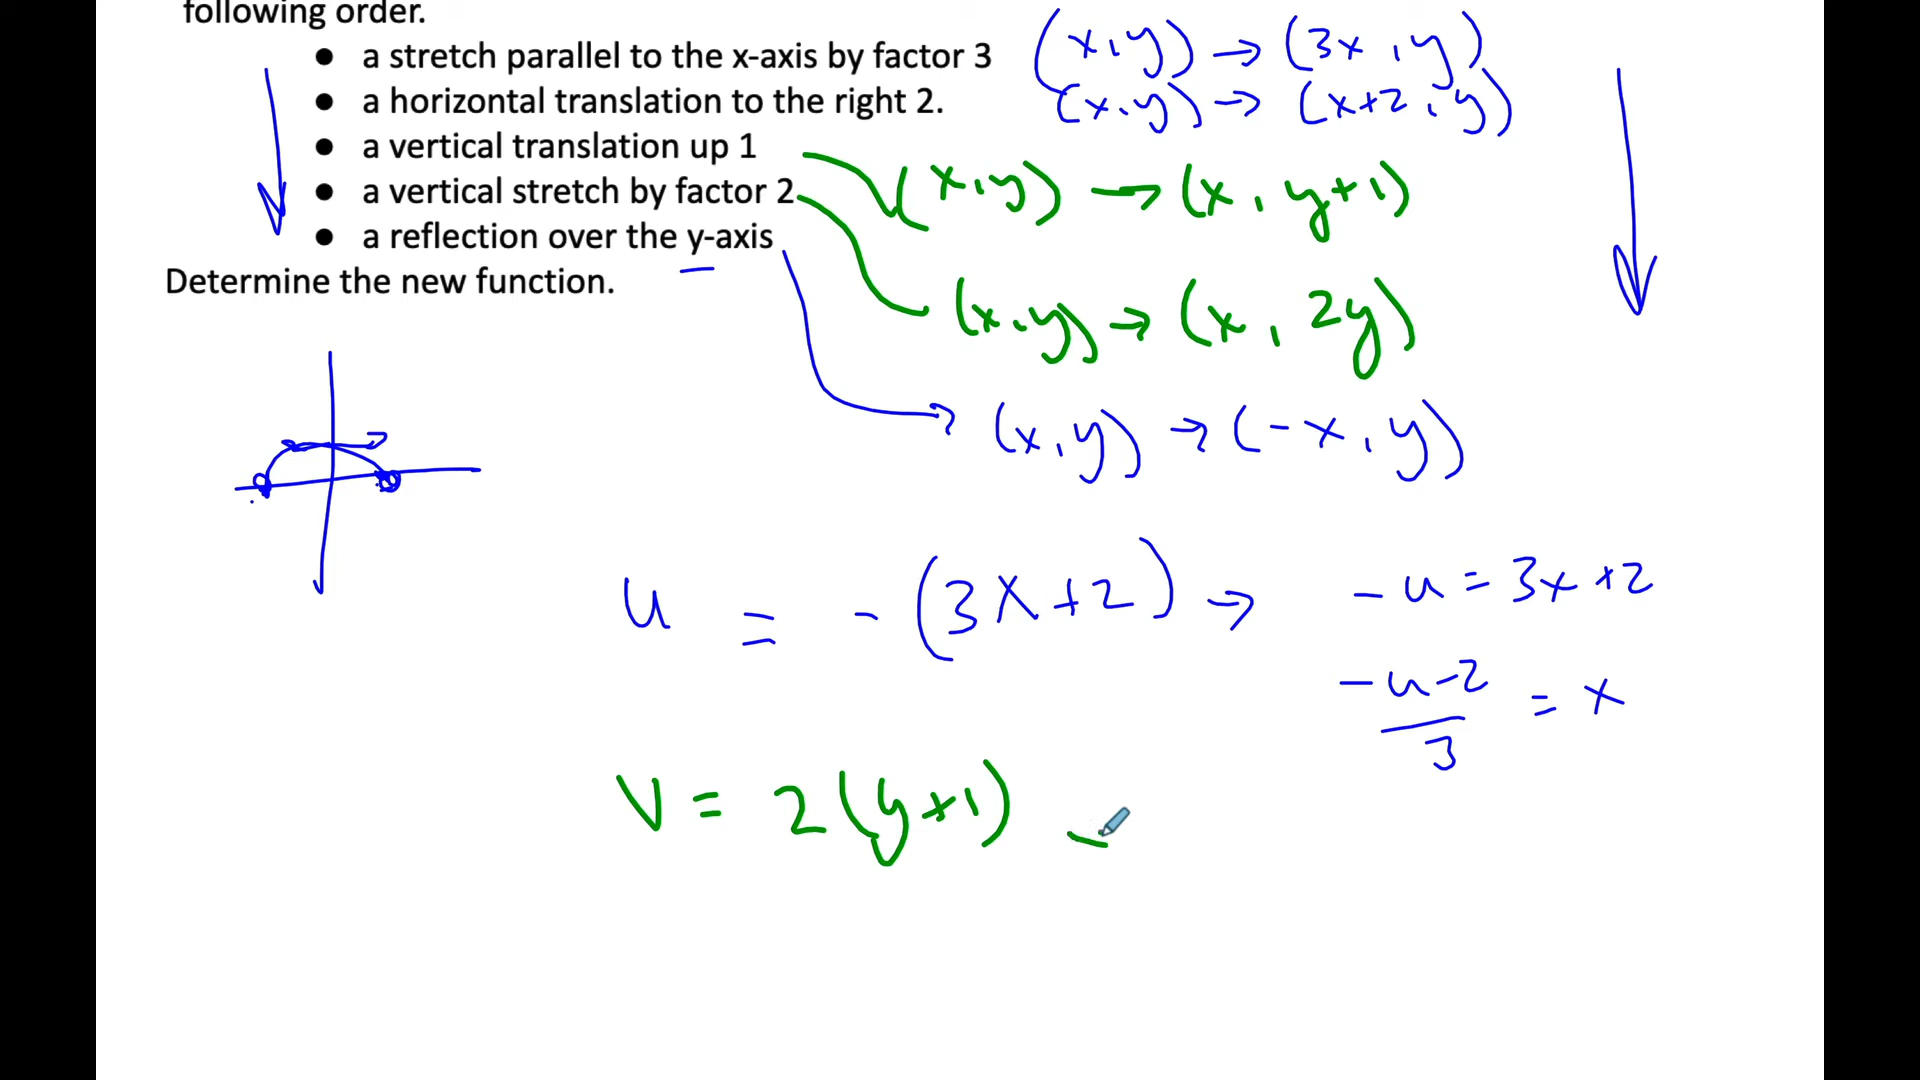 following order.
● a stretch parallel to the x-axis by factor 3
(x,y) → (3x, y)
● a horizontal translation to the right 2.
(x,y) → (x+2, y)
● a vertical translation up 1
(x,y) → (x, y+1)
● a vertical stretch by factor 2
● a reflection over the y-axis
Determine the new function.
(x,y) → (x, 2y)
(x,y) → (-x, y)
u = -(3x+2) → -u = 3x+2
(-u-2)/3 = x
V = 2(y+1)